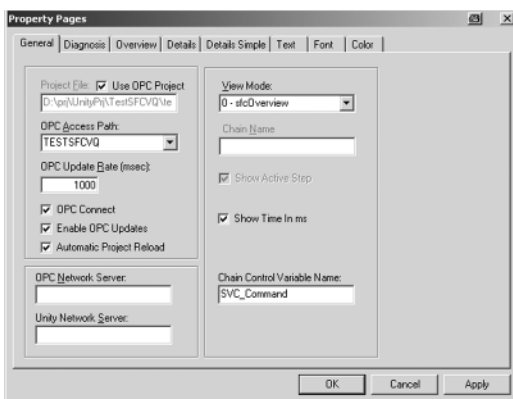 Property Pages
General Diagnosis Overview Details Details Simple Text Font Color
Project File: Use OPC Project
D:\prj\UnityPrj\TestSFCVQ\te
OPC Access Path:
TESTSFCVQ
OPC Update Rate (msec):
1000
OPC Connect
Enable OPC Updates
Automatic Project Reload
OPC Network Server:
Unity Network Server:
View Mode:
0 - sfcOverview
Chain Name
Show Active Step
Show Time In ms
Chain Control Variable Name:
SVC_Command
OK Cancel Apply